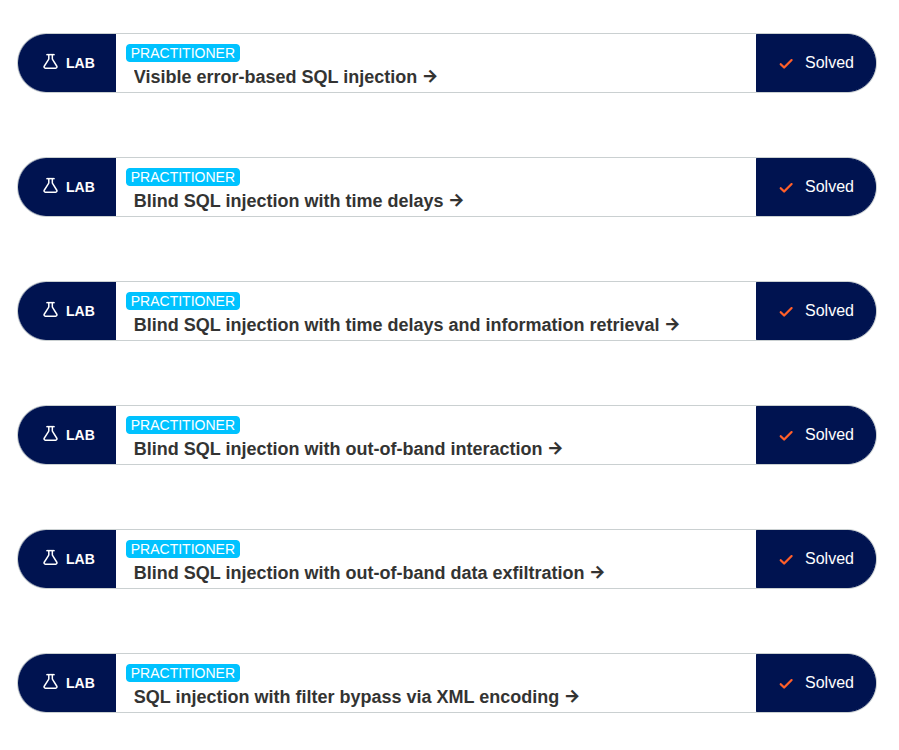 LAB
PRACTITIONER
Visible error-based SQL injection →
Solved
LAB
PRACTITIONER
Blind SQL injection with time delays →
Solved
LAB
PRACTITIONER
Blind SQL injection with time delays and information retrieval →
Solved
LAB
PRACTITIONER
Blind SQL injection with out-of-band interaction →
Solved
LAB
PRACTITIONER
Blind SQL injection with out-of-band data exfiltration →
Solved
LAB
PRACTITIONER
SQL injection with filter bypass via XML encoding →
Solved